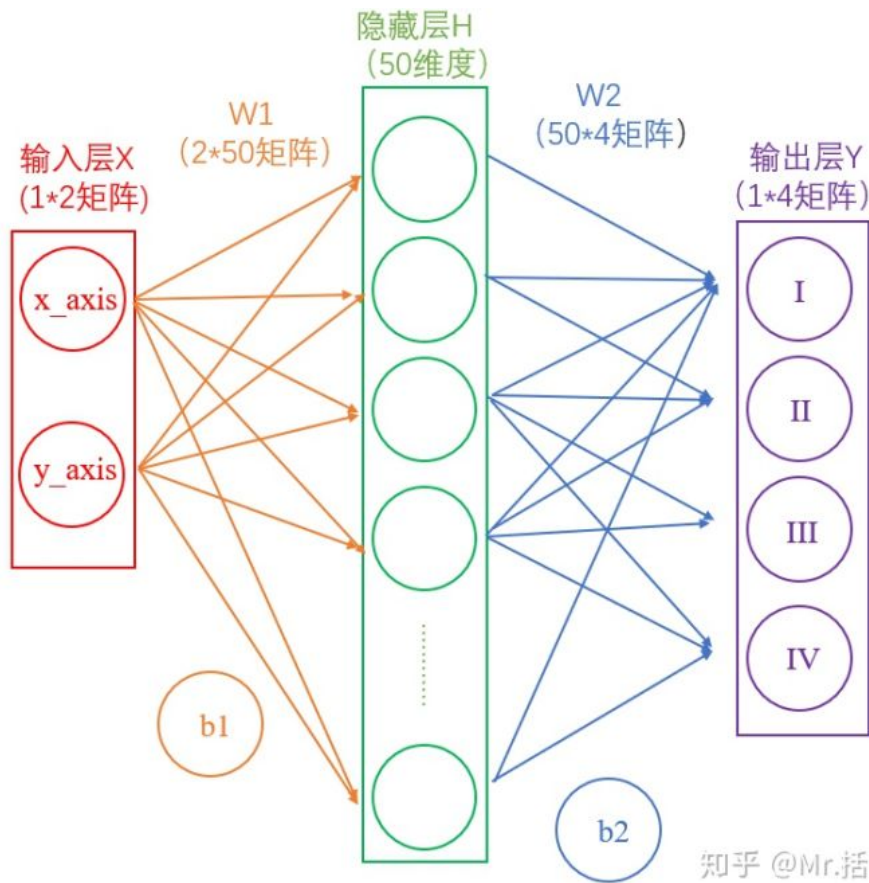 隐藏层H
(50维度)
W1
(2*50矩阵)
W2
(50*4矩阵)
输入层X
(1*2矩阵)
输出层Y
(1*4矩阵)
x_axis
y_axis
I
II
III
IV
b1
b2
知乎 @Mr.括